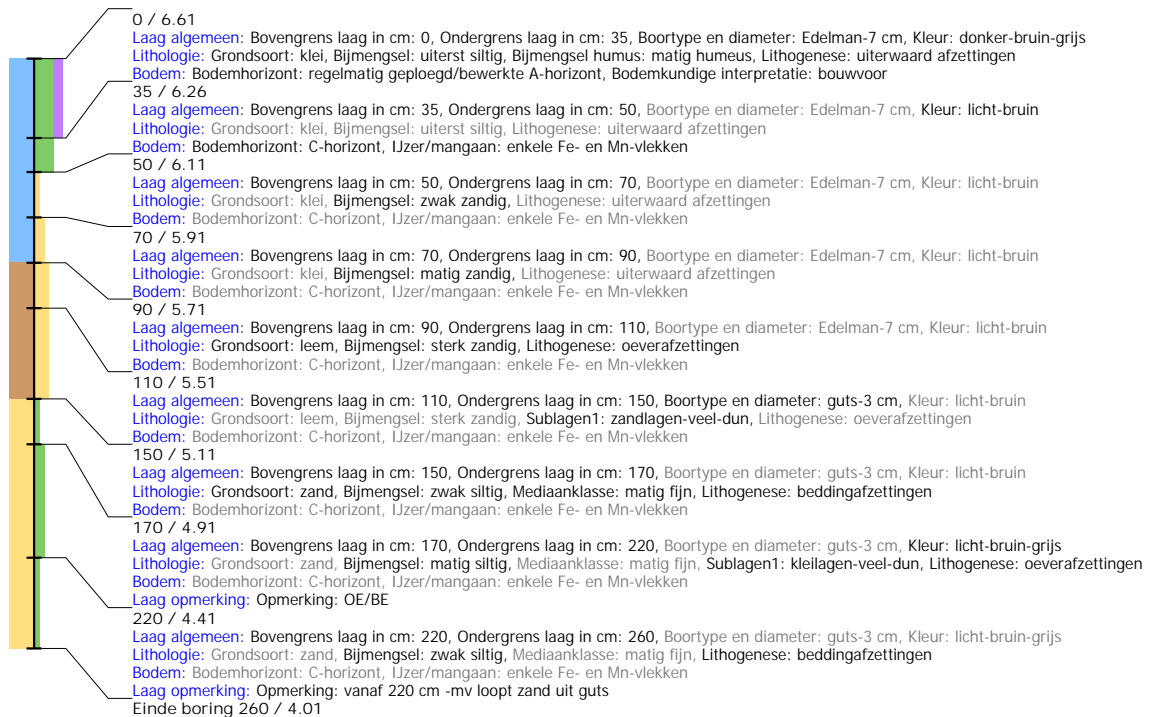 0 / 6.61
Laag algemeen: Bovengrens laag in cm: 0, Ondergrens laag in cm: 35, Boortype en diameter: Edelman-7 cm, Kleur: donker-bruin-grijs
Lithologie: Grondsoort: klei, Bijmengsel: uiterst siltig, Bijmengsel humus: matig humeus, Lithogenese: uiterwaard afzettingen
Bodem: Bodemhorizont: regelmatig geploegd/bewerkte A-horizont, Bodemkundige interpretatie: bouwvoor
35 / 6.26
Laag algemeen: Bovengrens laag in cm: 35, Ondergrens laag in cm: 50, Boortype en diameter: Edelman-7 cm, Kleur: licht-bruin
Lithologie: Grondsoort: klei, Bijmengsel: uiterst siltig, Lithogenese: uiterwaard afzettingen
Bodem: Bodemhorizont: C-horizont, IJzer/mangaan: enkele Fe- en Mn-vlekken
50 / 6.11
Laag algemeen: Bovengrens laag in cm: 50, Ondergrens laag in cm: 70, Boortype en diameter: Edelman-7 cm, Kleur: licht-bruin
Lithologie: Grondsoort: klei, Bijmengsel: zwak zandig, Lithogenese: uiterwaard afzettingen
Bodem: Bodemhorizont: C-horizont, IJzer/mangaan: enkele Fe- en Mn-vlekken
70 / 5.91
Laag algemeen: Bovengrens laag in cm: 70, Ondergrens laag in cm: 90, Boortype en diameter: Edelman-7 cm, Kleur: licht-bruin
Lithologie: Grondsoort: klei, Bijmengsel: matig zandig, Lithogenese: uiterwaard afzettingen
Bodem: Bodemhorizont: C-horizont, IJzer/mangaan: enkele Fe- en Mn-vlekken
90 / 5.71
Laag algemeen: Bovengrens laag in cm: 90, Ondergrens laag in cm: 110, Boortype en diameter: Edelman-7 cm, Kleur: licht-bruin
Lithologie: Grondsoort: leem, Bijmengsel: sterk zandig, Lithogenese: oeverafzettingen
Bodem: Bodemhorizont: C-horizont, IJzer/mangaan: enkele Fe- en Mn-vlekken
110 / 5.51
Laag algemeen: Bovengrens laag in cm: 110, Ondergrens laag in cm: 150, Boortype en diameter: guts-3 cm, Kleur: licht-bruin
Lithologie: Grondsoort: leem, Bijmengsel: sterk zandig, Sublagen1: zandlagen-veel-dun, Lithogenese: oeverafzettingen
Bodem: Bodemhorizont: C-horizont, IJzer/mangaan: enkele Fe- en Mn-vlekken
150 / 5.11
Laag algemeen: Bovengrens laag in cm: 150, Ondergrens laag in cm: 170, Boortype en diameter: guts-3 cm, Kleur: licht-bruin
Lithologie: Grondsoort: zand, Bijmengsel: zwak siltig, Mediaanklasse: matig fijn, Lithogenese: beddingafzettingen
Bodem: Bodemhorizont: C-horizont, IJzer/mangaan: enkele Fe- en Mn-vlekken
170 / 4.91
Laag algemeen: Bovengrens laag in cm: 170, Ondergrens laag in cm: 220, Boortype en diameter: guts-3 cm, Kleur: licht-bruin-grijs
Lithologie: Grondsoort: zand, Bijmengsel: matig siltig, Mediaanklasse: matig fijn, Sublagen1: kleilagen-veel-dun, Lithogenese: oeverafzettingen
Bodem: Bodemhorizont: C-horizont, IJzer/mangaan: enkele Fe- en Mn-vlekken
Laag opmerking: Opmerking: OE/BE
220 / 4.41
Laag algemeen: Bovengrens laag in cm: 220, Ondergrens laag in cm: 260, Boortype en diameter: guts-3 cm, Kleur: licht-bruin-grijs
Lithologie: Grondsoort: zand, Bijmengsel: zwak siltig, Mediaanklasse: matig fijn, Lithogenese: beddingafzettingen
Bodem: Bodemhorizont: C-horizont, IJzer/mangaan: enkele Fe- en Mn-vlekken
Laag opmerking: Opmerking: vanaf 220 cm -mv loopt zand uit guts
Einde boring 260 / 4.01